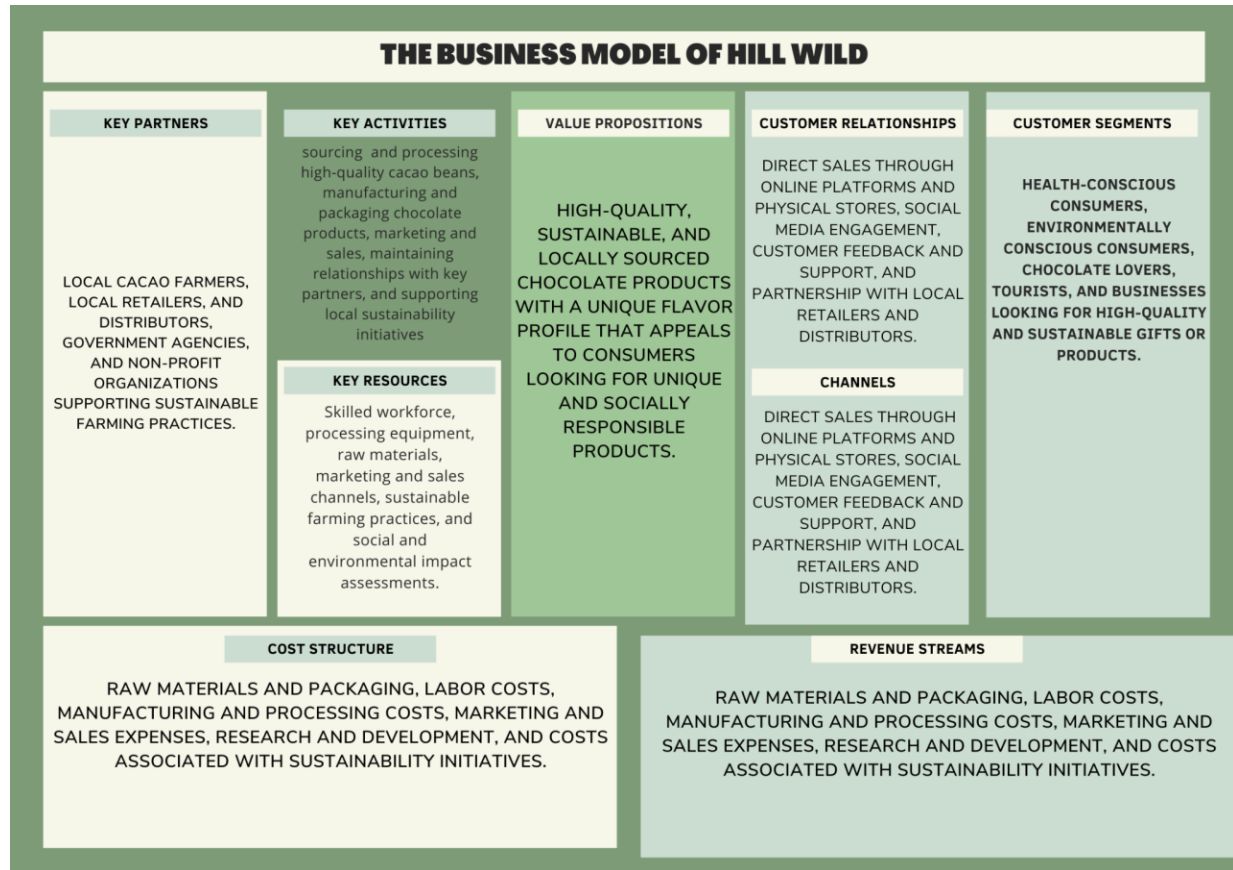 THE BUSINESS MODEL OF HILL WILD
KEY PARTNERS
LOCAL CACAO FARMERS,
LOCAL RETAILERS, AND
DISTRIBUTORS,
GOVERNMENT AGENCIES,
AND NON-PROFIT
ORGANIZATIONS
SUPPORTING SUSTAINABLE
FARMING PRACTICES.
KEY ACTIVITIES
sourcing and processing
high-quality cacao beans,
manufacturing and
packaging chocolate
products, marketing and
sales, maintaining
relationships with key
partners, and supporting
local sustainability
initiatives
KEY RESOURCES
Skilled workforce,
processing equipment,
raw materials,
marketing and sales
channels, sustainable
farming practices, and
social and
environmental impact
assessments.
VALUE PROPOSITIONS
HIGH-QUALITY,
SUSTAINABLE, AND
LOCALLY SOURCED
CHOCOLATE PRODUCTS
WITH A UNIQUE FLAVOR
PROFILE THAT APPEALS
TO CONSUMERS
LOOKING FOR UNIQUE
AND SOCIALLY
RESPONSIBLE
PRODUCTS.
CUSTOMER RELATIONSHIPS
DIRECT SALES THROUGH
ONLINE PLATFORMS AND
PHYSICAL STORES, SOCIAL
MEDIA ENGAGEMENT,
CUSTOMER FEEDBACK AND
SUPPORT, AND
PARTNERSHIP WITH LOCAL
RETAILERS AND
DISTRIBUTORS.
CHANNELS
DIRECT SALES THROUGH
ONLINE PLATFORMS AND
PHYSICAL STORES, SOCIAL
MEDIA ENGAGEMENT,
CUSTOMER FEEDBACK AND
SUPPORT, AND
PARTNERSHIP WITH LOCAL
RETAILERS AND
DISTRIBUTORS.
CUSTOMER SEGMENTS
HEALTH-CONSCIOUS
CONSUMERS,
ENVIRONMENTALLY
CONSCIOUS CONSUMERS,
CHOCOLATE LOVERS,
TOURISTS, AND BUSINESSES
LOOKING FOR HIGH-QUALITY
AND SUSTAINABLE GIFTS OR
PRODUCTS.
COST STRUCTURE
RAW MATERIALS AND PACKAGING, LABOR COSTS,
MANUFACTURING AND PROCESSING COSTS, MARKETING AND
SALES EXPENSES, RESEARCH AND DEVELOPMENT, AND COSTS
ASSOCIATED WITH SUSTAINABILITY INITIATIVES.
REVENUE STREAMS
RAW MATERIALS AND PACKAGING, LABOR COSTS,
MANUFACTURING AND PROCESSING COSTS, MARKETING AND
SALES EXPENSES, RESEARCH AND DEVELOPMENT, AND COSTS
ASSOCIATED WITH SUSTAINABILITY INITIATIVES.